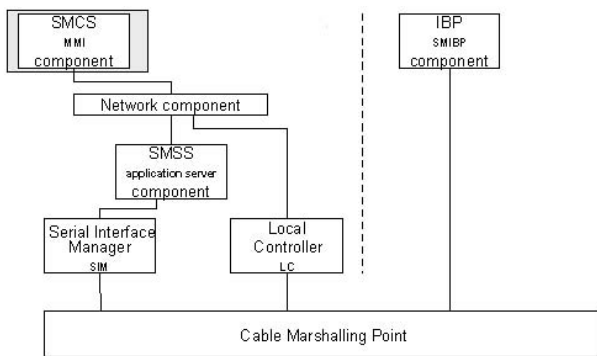 SMCS
MMI
component
IBP
SMIBP
component
Network component
SMSS
application server
component
Serial Interface
Manager
SIM
Local
Controller
LC
Cable Marshalling Point